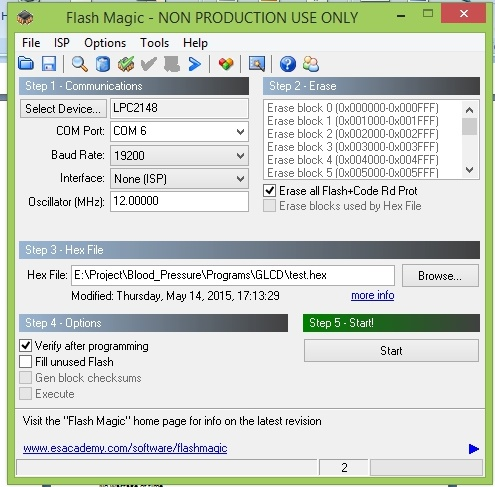 Flash Magic - NON PRODUCTION USE ONLY
File ISP Options Tools Help
Step 1 - Communications
Select Device... LPC2148
COM Port: COM 6
Baud Rate: 19200
Interface: None (ISP)
Oscillator (MHz): 12.00000
Step 2 - Erase
Erase block 0 (0x000000-0x000FFF)
Erase block 1 (0x001000-0x001FFF)
Erase block 2 (0x002000-0x002FFF)
Erase block 3 (0x003000-0x003FFF)
Erase block 4 (0x004000-0x004FFF)
Erase block 5 (0x005000-0x005FFF)
Erase all Flash+Code Rd Prot
Erase blocks used by Hex File
Step 3 - Hex File
Hex File: E:\Project\Blood_Pressure\Programs\GLCD\test.hex Browse...
Modified: Thursday, May 14, 2015, 17:13:29 more info
Step 4 - Options
Verify after programming
Fill unused Flash
Gen block checksums
Execute
Step 5 - Start!
Start
Visit the "Flash Magic" home page for info on the latest revision
www.esacademy.com/software/flashmagic
2